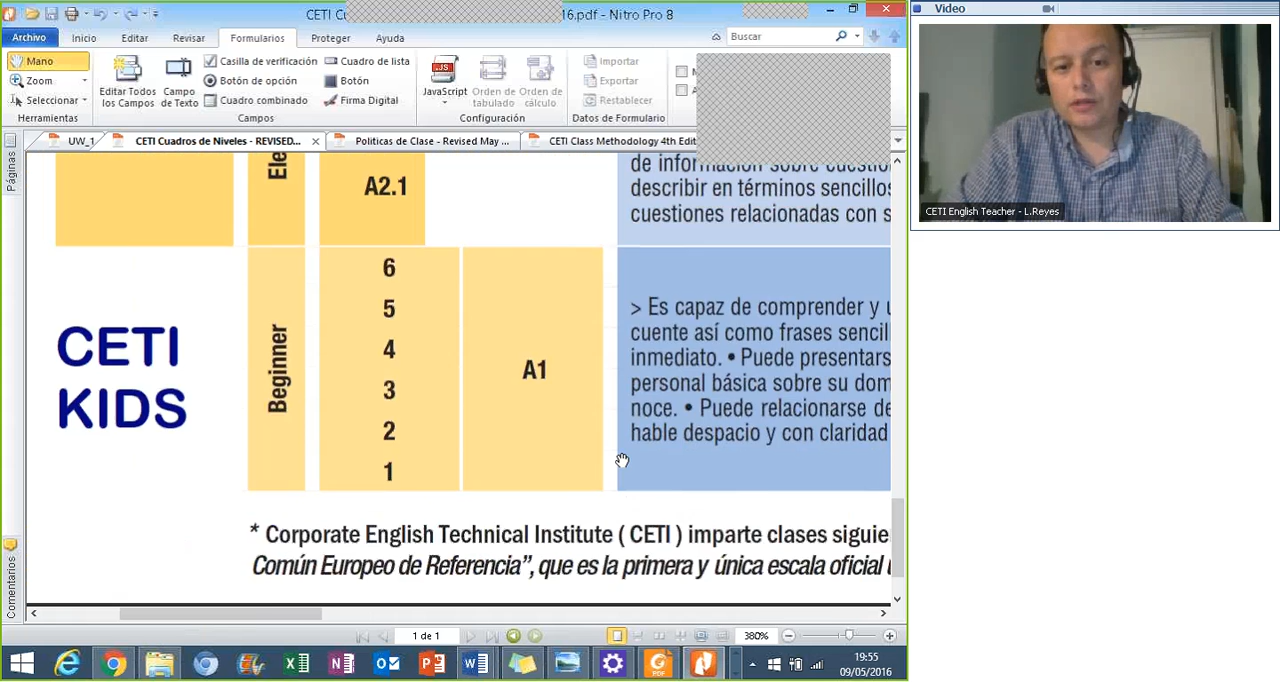 CETI Cu
16.pdf - Nitro Pro 8
Video
Archivo
Inicio
Editar
Revisar
Formularios
Proteger
Ayuda
Buscar
Mano
Zoom
Seleccionar
Herramientas
Editar Todos
los Campos
Campo
de Texto
Casilla de verificación
Botón de opción
Cuadro combinado
Cuadro de lista
Botón
Firma Digital
Campos
JS
JavaScript
Orden de
tabulado
Orden de
cálculo
Configuración
Importar
Exportar
Restablecer
Datos de Formulario
UW_1
CETI Cuadros de Niveles - REVISED...
Politicas de Clase - Revised May ...
CETI Class Methodology 4th Edit
Páginas
Comentarios
Ele
A2.1
de información sobre cuestio
describir en términos sencillos
cuestiones relacionadas con s
CETI
KIDS
Beginner
6
5
4
3
2
1
A1
> Es capaz de comprender y u
cuente así como frases sencil
inmediato. • Puede presentars
personal básica sobre su dom
noce. • Puede relacionarse de
hable despacio y con claridad
* Corporate English Technical Institute ( CETI ) imparte clases siguie
Común Europeo de Referencia”, que es la primera y única escala oficial
1 de 1
380%
19:55
09/05/2016
CETI English Teacher - L.Reyes